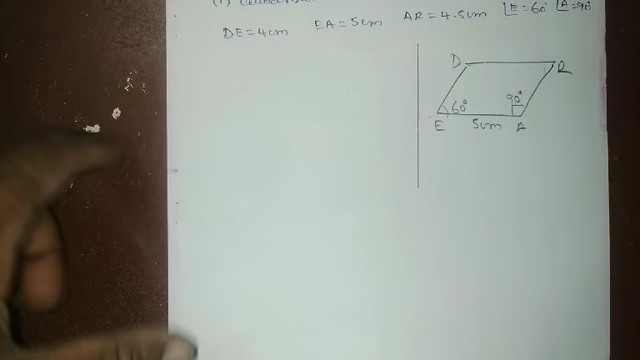 DE=4cm EA=5cm AR=4.5cm ∠E=60° ∠A=90°
D R
60° 90°
E 5cm A